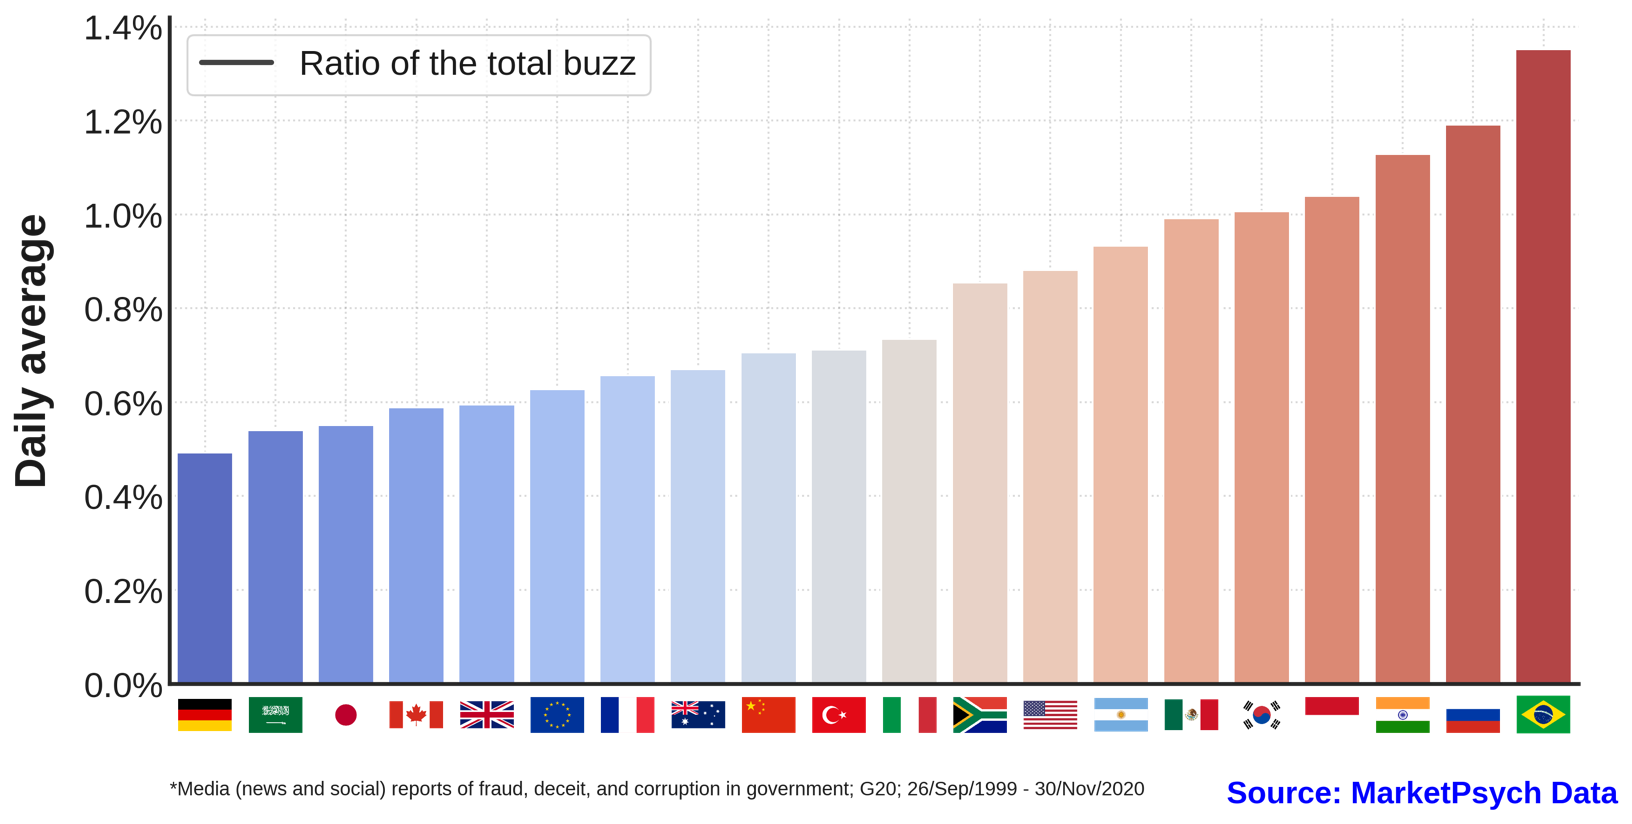 1.4%
Ratio of the total buzz
1.2%
1.0%
0.8%
0.6%
0.4%
0.2%
0.0%
Daily average
*Media (news and social) reports of fraud, deceit, and corruption in government; G20; 26/Sep/1999 - 30/Nov/2020
Source: MarketPsych Data